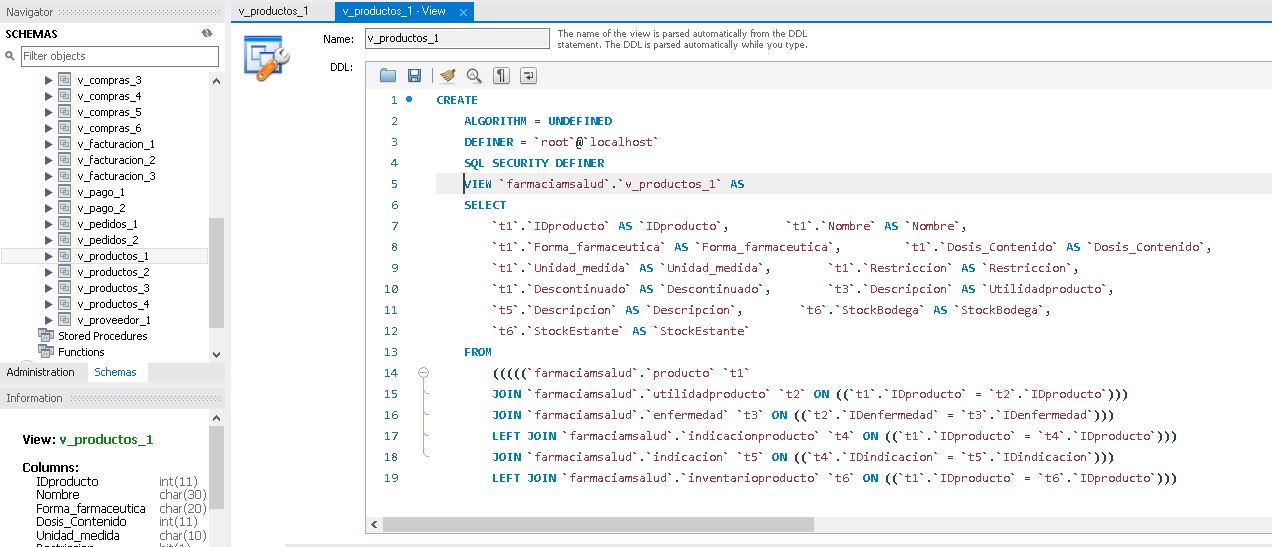 Navigator
SCHEMAS
Filter objects
v_compras_3
v_compras_4
v_compras_5
v_compras_6
v_facturacion_1
v_facturacion_2
v_facturacion_3
v_pago_1
v_pago_2
v_pedidos_1
v_pedidos_2
v_productos_1
v_productos_2
v_productos_3
v_productos_4
v_proveedor_1
Stored Procedures
Functions
Administration Schemas
Information
View: v_productos_1
Columns:
IDproducto int(11)
Nombre char(30)
Forma_farmaceutica char(20)
Dosis_Contenido int(11)
Unidad_medida char(10)
v_productos_1 v_productos_1 - View ×
Name: v_productos_1
The name of the view is parsed automatically from the DDL
statement. The DDL is parsed automatically while you type.
DDL:
1 CREATE
2 ALGORITHM = UNDEFINED
3 DEFINER = `root`@`localhost`
4 SQL SECURITY DEFINER
5 VIEW `farmaciamsalud`.`v_productos_1` AS
6 SELECT
7 `t1`.`IDproducto` AS `IDproducto`, `t1`.`Nombre` AS `Nombre`,
8 `t1`.`Forma_farmaceutica` AS `Forma_farmaceutica`, `t1`.`Dosis_Contenido` AS `Dosis_Contenido`,
9 `t1`.`Unidad_medida` AS `Unidad_medida`, `t1`.`Restriccion` AS `Restriccion`,
10 `t1`.`Descontinuado` AS `Descontinuado`, `t3`.`Descripcion` AS `Utilidadproducto`,
11 `t5`.`Descripcion` AS `Descripcion`, `t6`.`StockBodega` AS `StockBodega`,
12 `t6`.`StockEstante` AS `StockEstante`
13 FROM
14 (((((`farmaciamsalud`.`producto` `t1`
15 JOIN `farmaciamsalud`.`utilidadproducto` `t2` ON ((`t1`.`IDproducto` = `t2`.`IDproducto`)))
16 JOIN `farmaciamsalud`.`enfermedad` `t3` ON ((`t2`.`IDenfermedad` = `t3`.`IDenfermedad`)))
17 LEFT JOIN `farmaciamsalud`.`indicacionproducto` `t4` ON ((`t1`.`IDproducto` = `t4`.`IDproducto`)))
18 JOIN `farmaciamsalud`.`indicacion` `t5` ON ((`t4`.`IDindicacion` = `t5`.`IDindicacion`)))
19 LEFT JOIN `farmaciamsalud`.`inventarioproducto` `t6` ON ((`t1`.`IDproducto` = `t6`.`IDproducto`)))